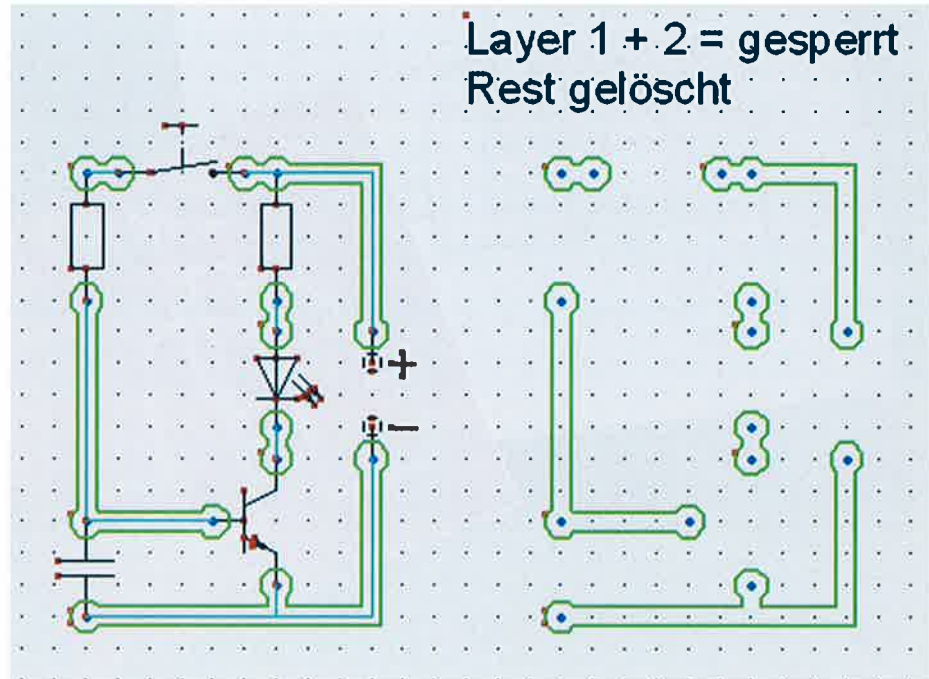 Layer 1 + 2 = gesperrt
Rest gelöscht
+
−